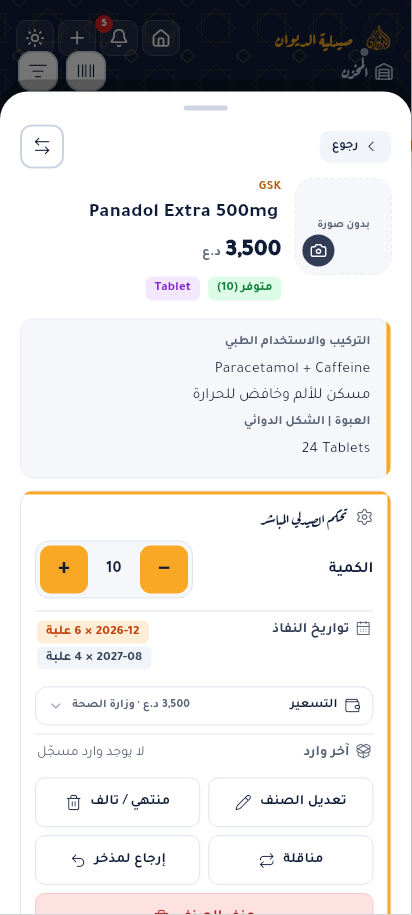 صيدلية الديوان
5
المخزن
رجوع
بدون صورة
GSK
Panadol Extra 500mg
3,500 د.ع
متوفر (10)
Tablet
التركيب والاستخدام الطبي
Paracetamol + Caffeine
مسكن للألم وخافض للحرارة
العبوة | الشكل الدوائي
24 Tablets
تحكم الصيدلي المباشر
الكمية
− 10 +
تواريخ النفاذ
2026-12 × 6 علبة
2027-08 × 4 علبة
التسعير
3,500 د.ع · وزارة الصحة
آخر وارد
لا يوجد وارد مسجّل
تعديل الصنف
منتهي / تالف
مناقلة
إرجاع لمذخر